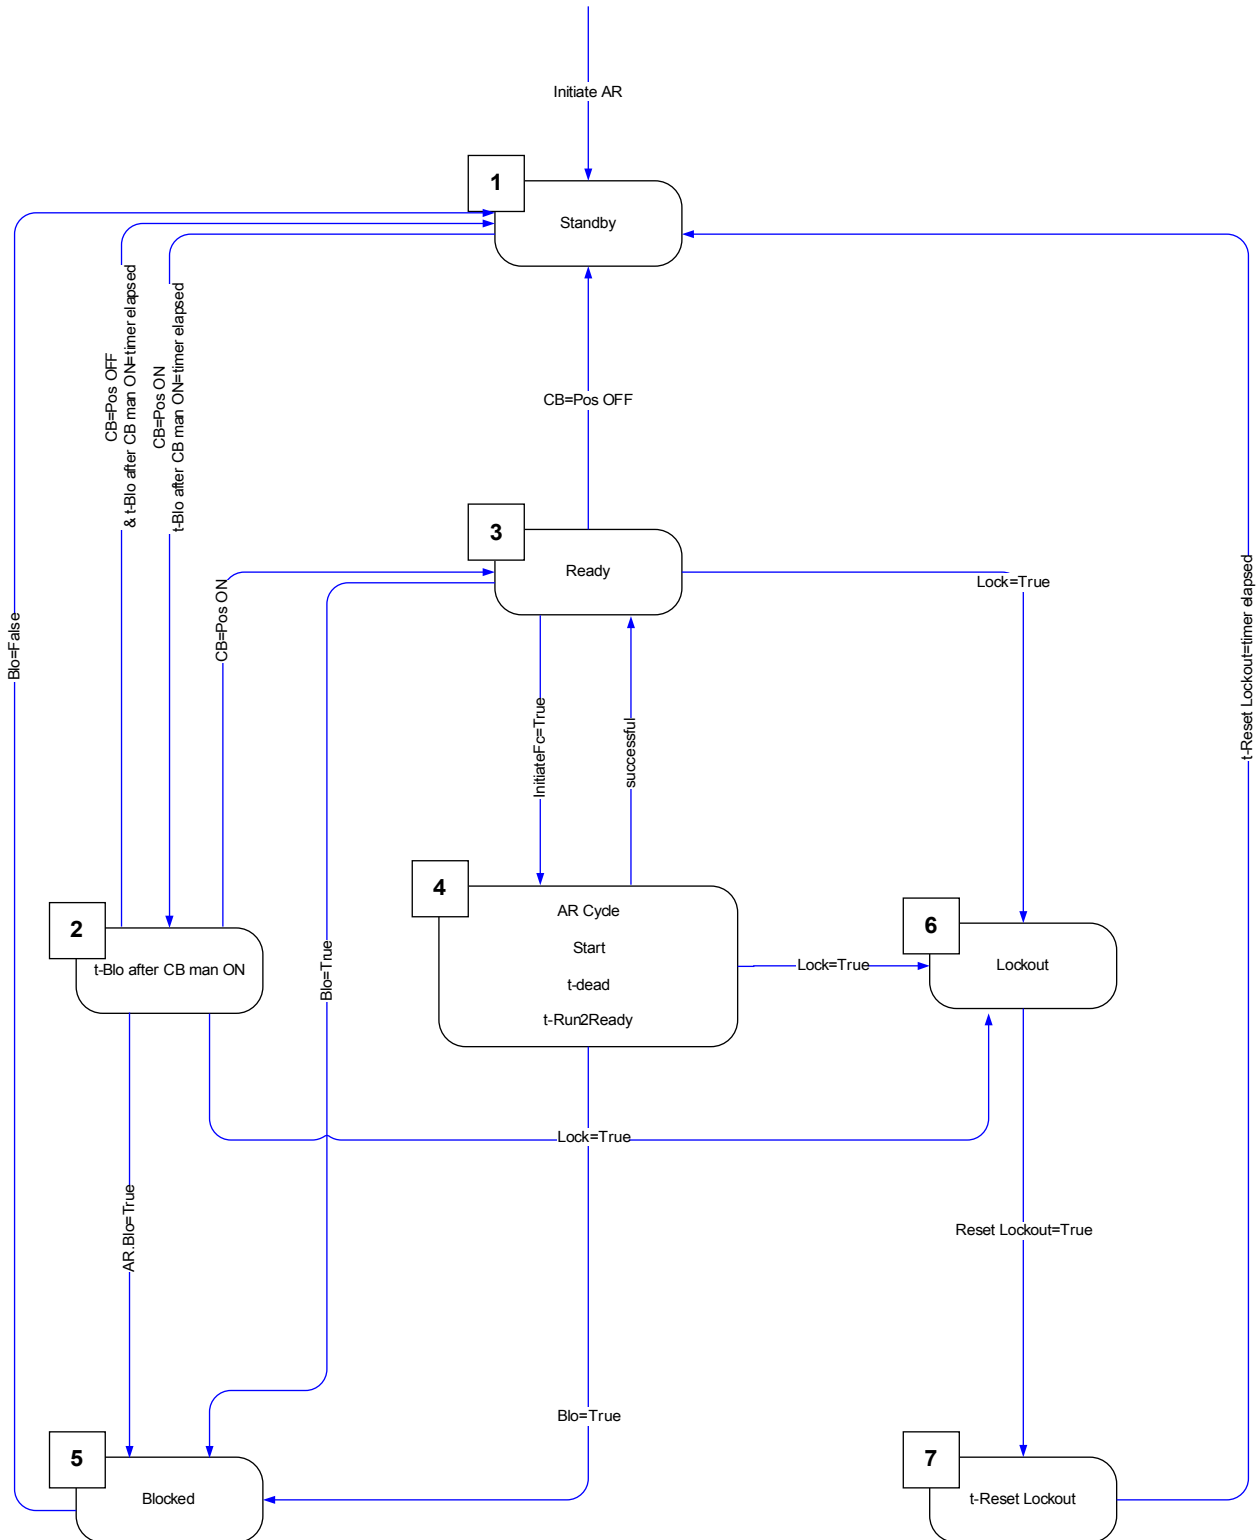 Initiate AR
1
Standby
CB=Pos OFF
& t-Blo after CB man ON=timer elapsed
CB=Pos ON
t-Blo after CB man ON=timer elapsed
CB=Pos OFF
3
Ready
Lock=True
CB=Pos ON
Blo=False
InitiateFc=True
successful
t-Reset Lockout=timer elapsed
4
AR Cycle
Start
t-dead
t-Run2Ready
2
t-Blo after CB man ON
Blo=True
Lock=True
6
Lockout
Lock=True
AR.Blo=True
Reset Lockout=True
Blo=True
5
Blocked
7
t-Reset Lockout